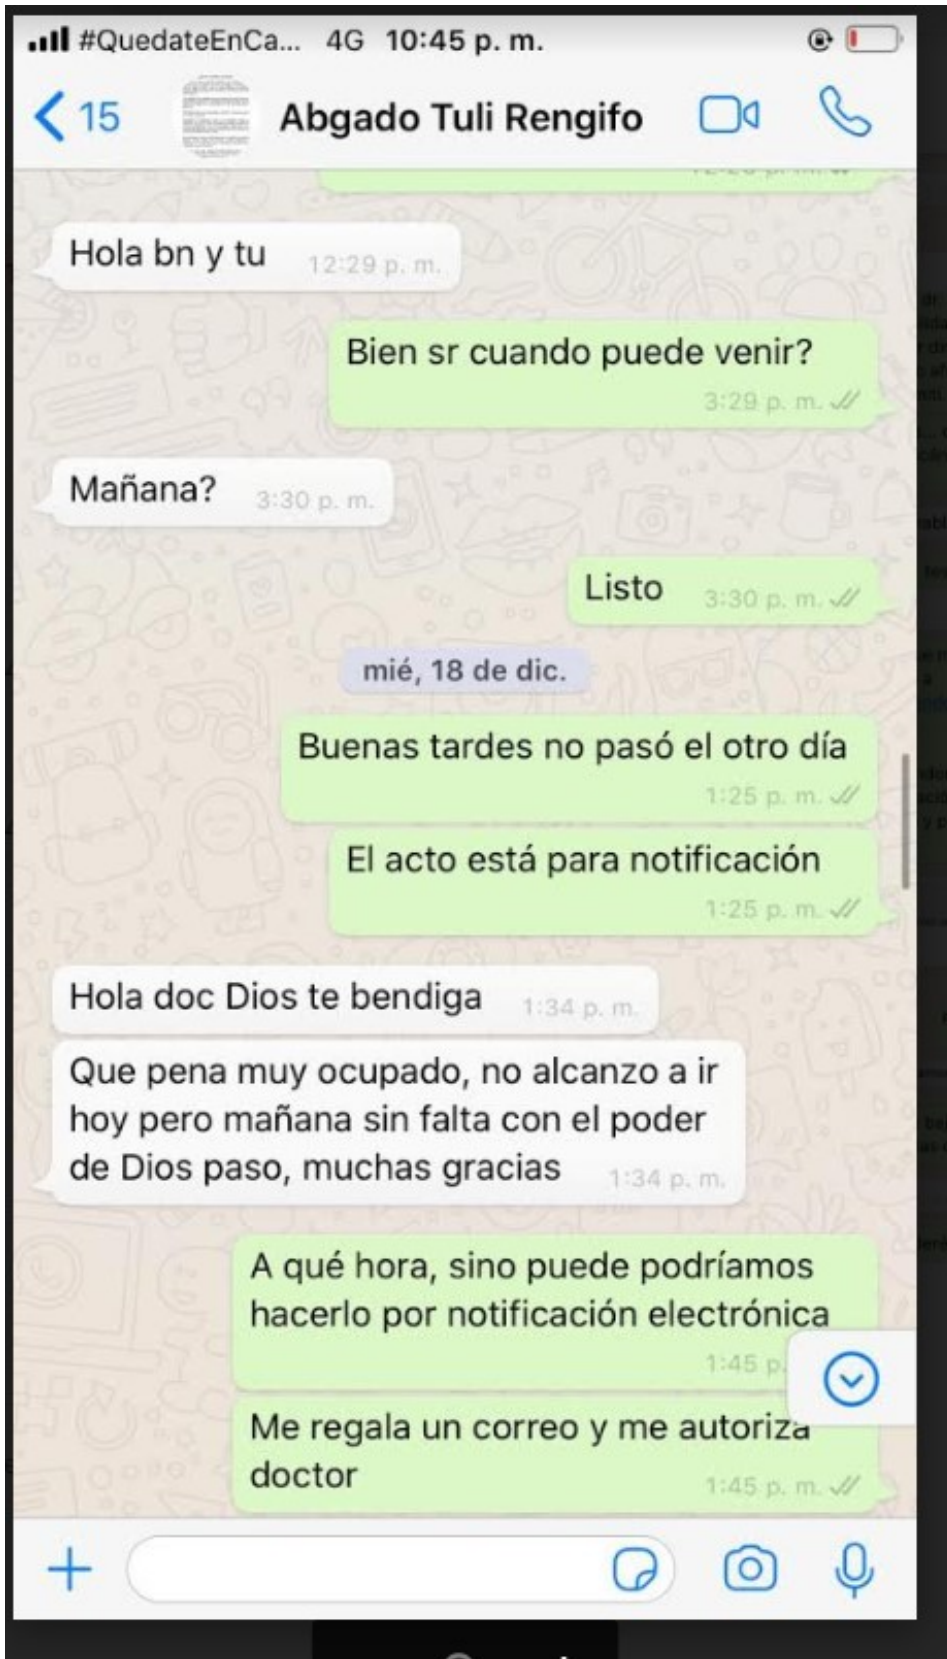 #QuedateEnCa... 4G 10:45 p. m.
15 Abgado Tuli Rengifo
Hola bn y tu 12:29 p. m.
Bien sr cuando puede venir?
3:29 p. m.
Mañana? 3:30 p. m.
Listo 3:30 p. m.
mié, 18 de dic.
Buenas tardes no pasó el otro día
1:25 p. m.
El acto está para notificación
1:25 p. m.
Hola doc Dios te bendiga 1:34 p. m.
Que pena muy ocupado, no alcanzo a ir
hoy pero mañana sin falta con el poder
de Dios paso, muchas gracias 1:34 p. m.
A qué hora, sino puede podríamos
hacerlo por notificación electrónica
1:45 p.
Me regala un correo y me autoriza
doctor 1:45 p. m.